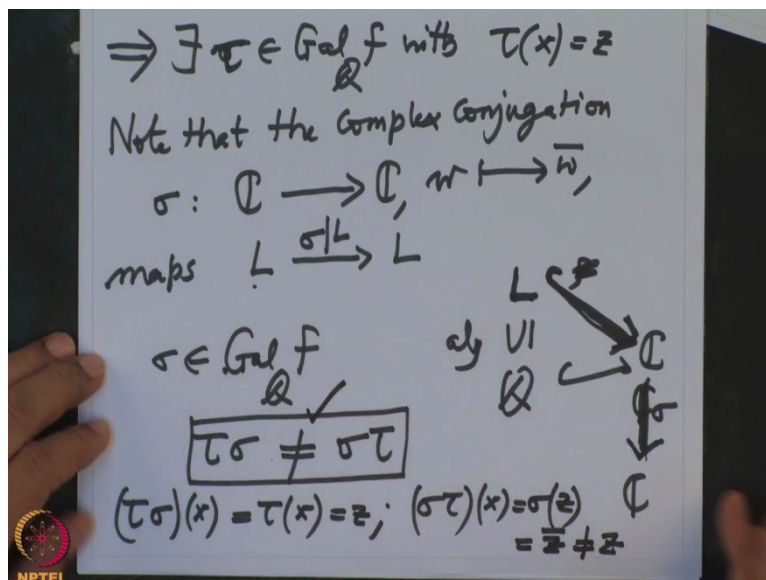 ⟹ ∃ τ ∈ Gal_ℚ f with τ(x) = z
Note that the Complex Conjugation
σ : ℂ ⟶ ℂ, w ⟼ w̄,
maps L —σ|L→ L
L
alg U| ℂ
ℚ
σ ∈ Gal_ℚ f
σ
τσ ≠ στ
ℂ
(τσ)(x) = τ(x) = z; (στ)(x) = σ(z)
= z̄ ≠ z
NPTEL